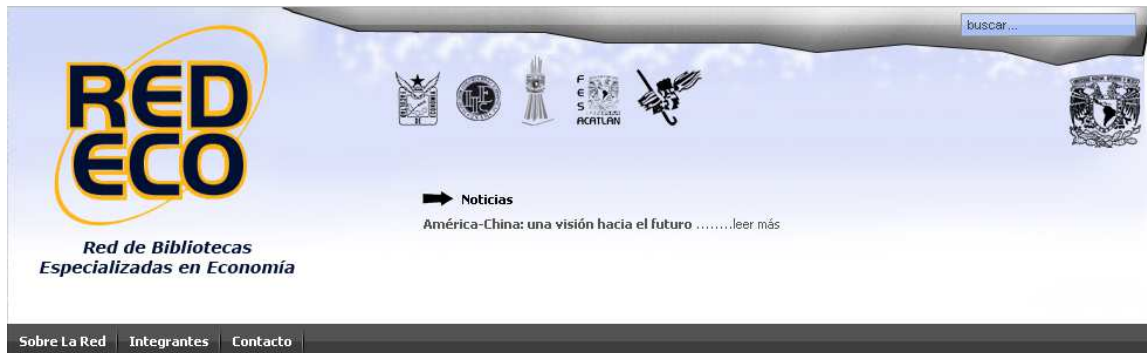 buscar...
RED
ECO
F
E
S
ACATLÁN
Noticias
América-China: una visión hacia el futuro ........leer más
Red de Bibliotecas
Especializadas en Economía
Sobre La Red
Integrantes
Contacto